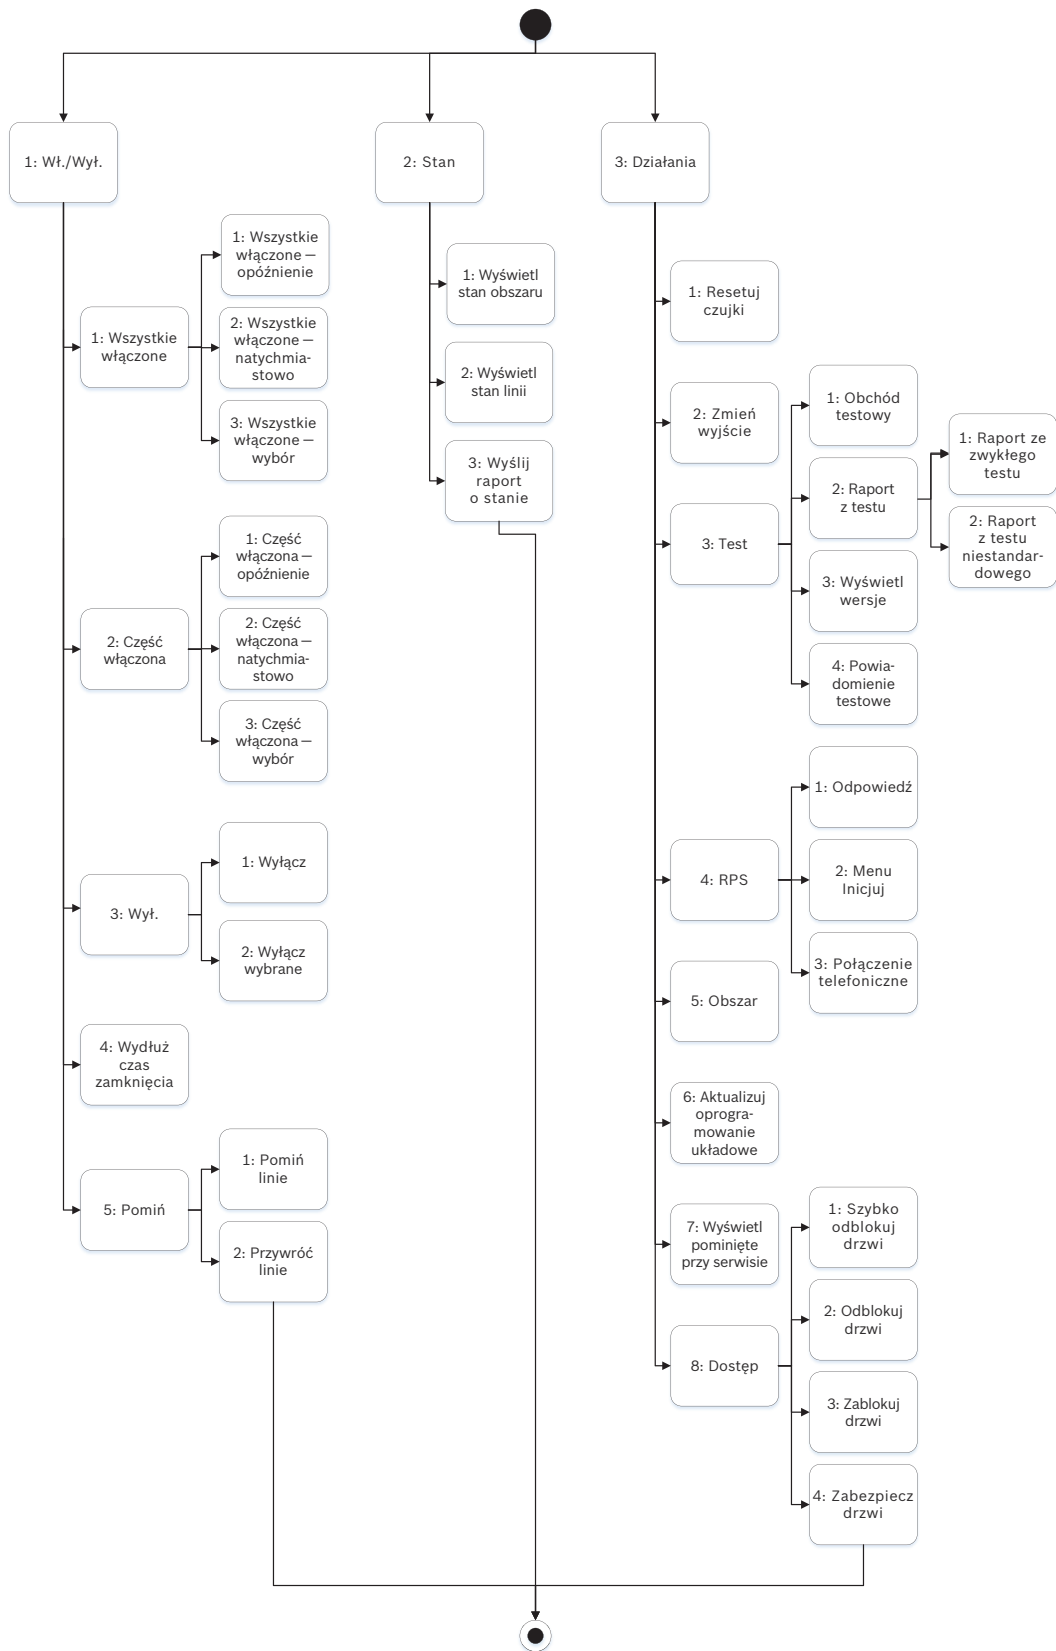 1: Wł./Wył.
2: Stan
3: Działania
1: Wszystkie
włączone
1: Wszystkie
włączone —
opóźnienie
2: Wszystkie
włączone —
natychmia-
stowo
3: Wszystkie
włączone —
wybór
2: Część
włączona
1: Część
włączona —
opóźnienie
2: Część
włączona —
natychmia-
stowo
3: Część
włączona —
wybór
3: Wył.
1: Wyłącz
2: Wyłącz
wybrane
4: Wydłuż
czas
zamknięcia
5: Pomiń
1: Pomiń
linie
2: Przywróć
linie
1: Wyświetl
stan obszaru
2: Wyświetl
stan linii
3: Wyślij
raport
o stanie
1: Resetuj
czujki
2: Zmień
wyjście
3: Test
1: Obchód
testowy
2: Raport
z testu
1: Raport ze
zwykłego
testu
2: Raport
z testu
niestandar-
dowego
3: Wyświetl
wersje
4: Powia-
domienie
testowe
4: RPS
1: Odpowiedź
2: Menu
Inicjuj
3: Połączenie
telefoniczne
5: Obszar
6: Aktualizuj
oprogra-
mowanie
układowe
7: Wyświetl
pominięte
przy serwisie
8: Dostęp
1: Szybko
odblokuj
drzwi
2: Odblokuj
drzwi
3: Zablokuj
drzwi
4: Zabezpiecz
drzwi